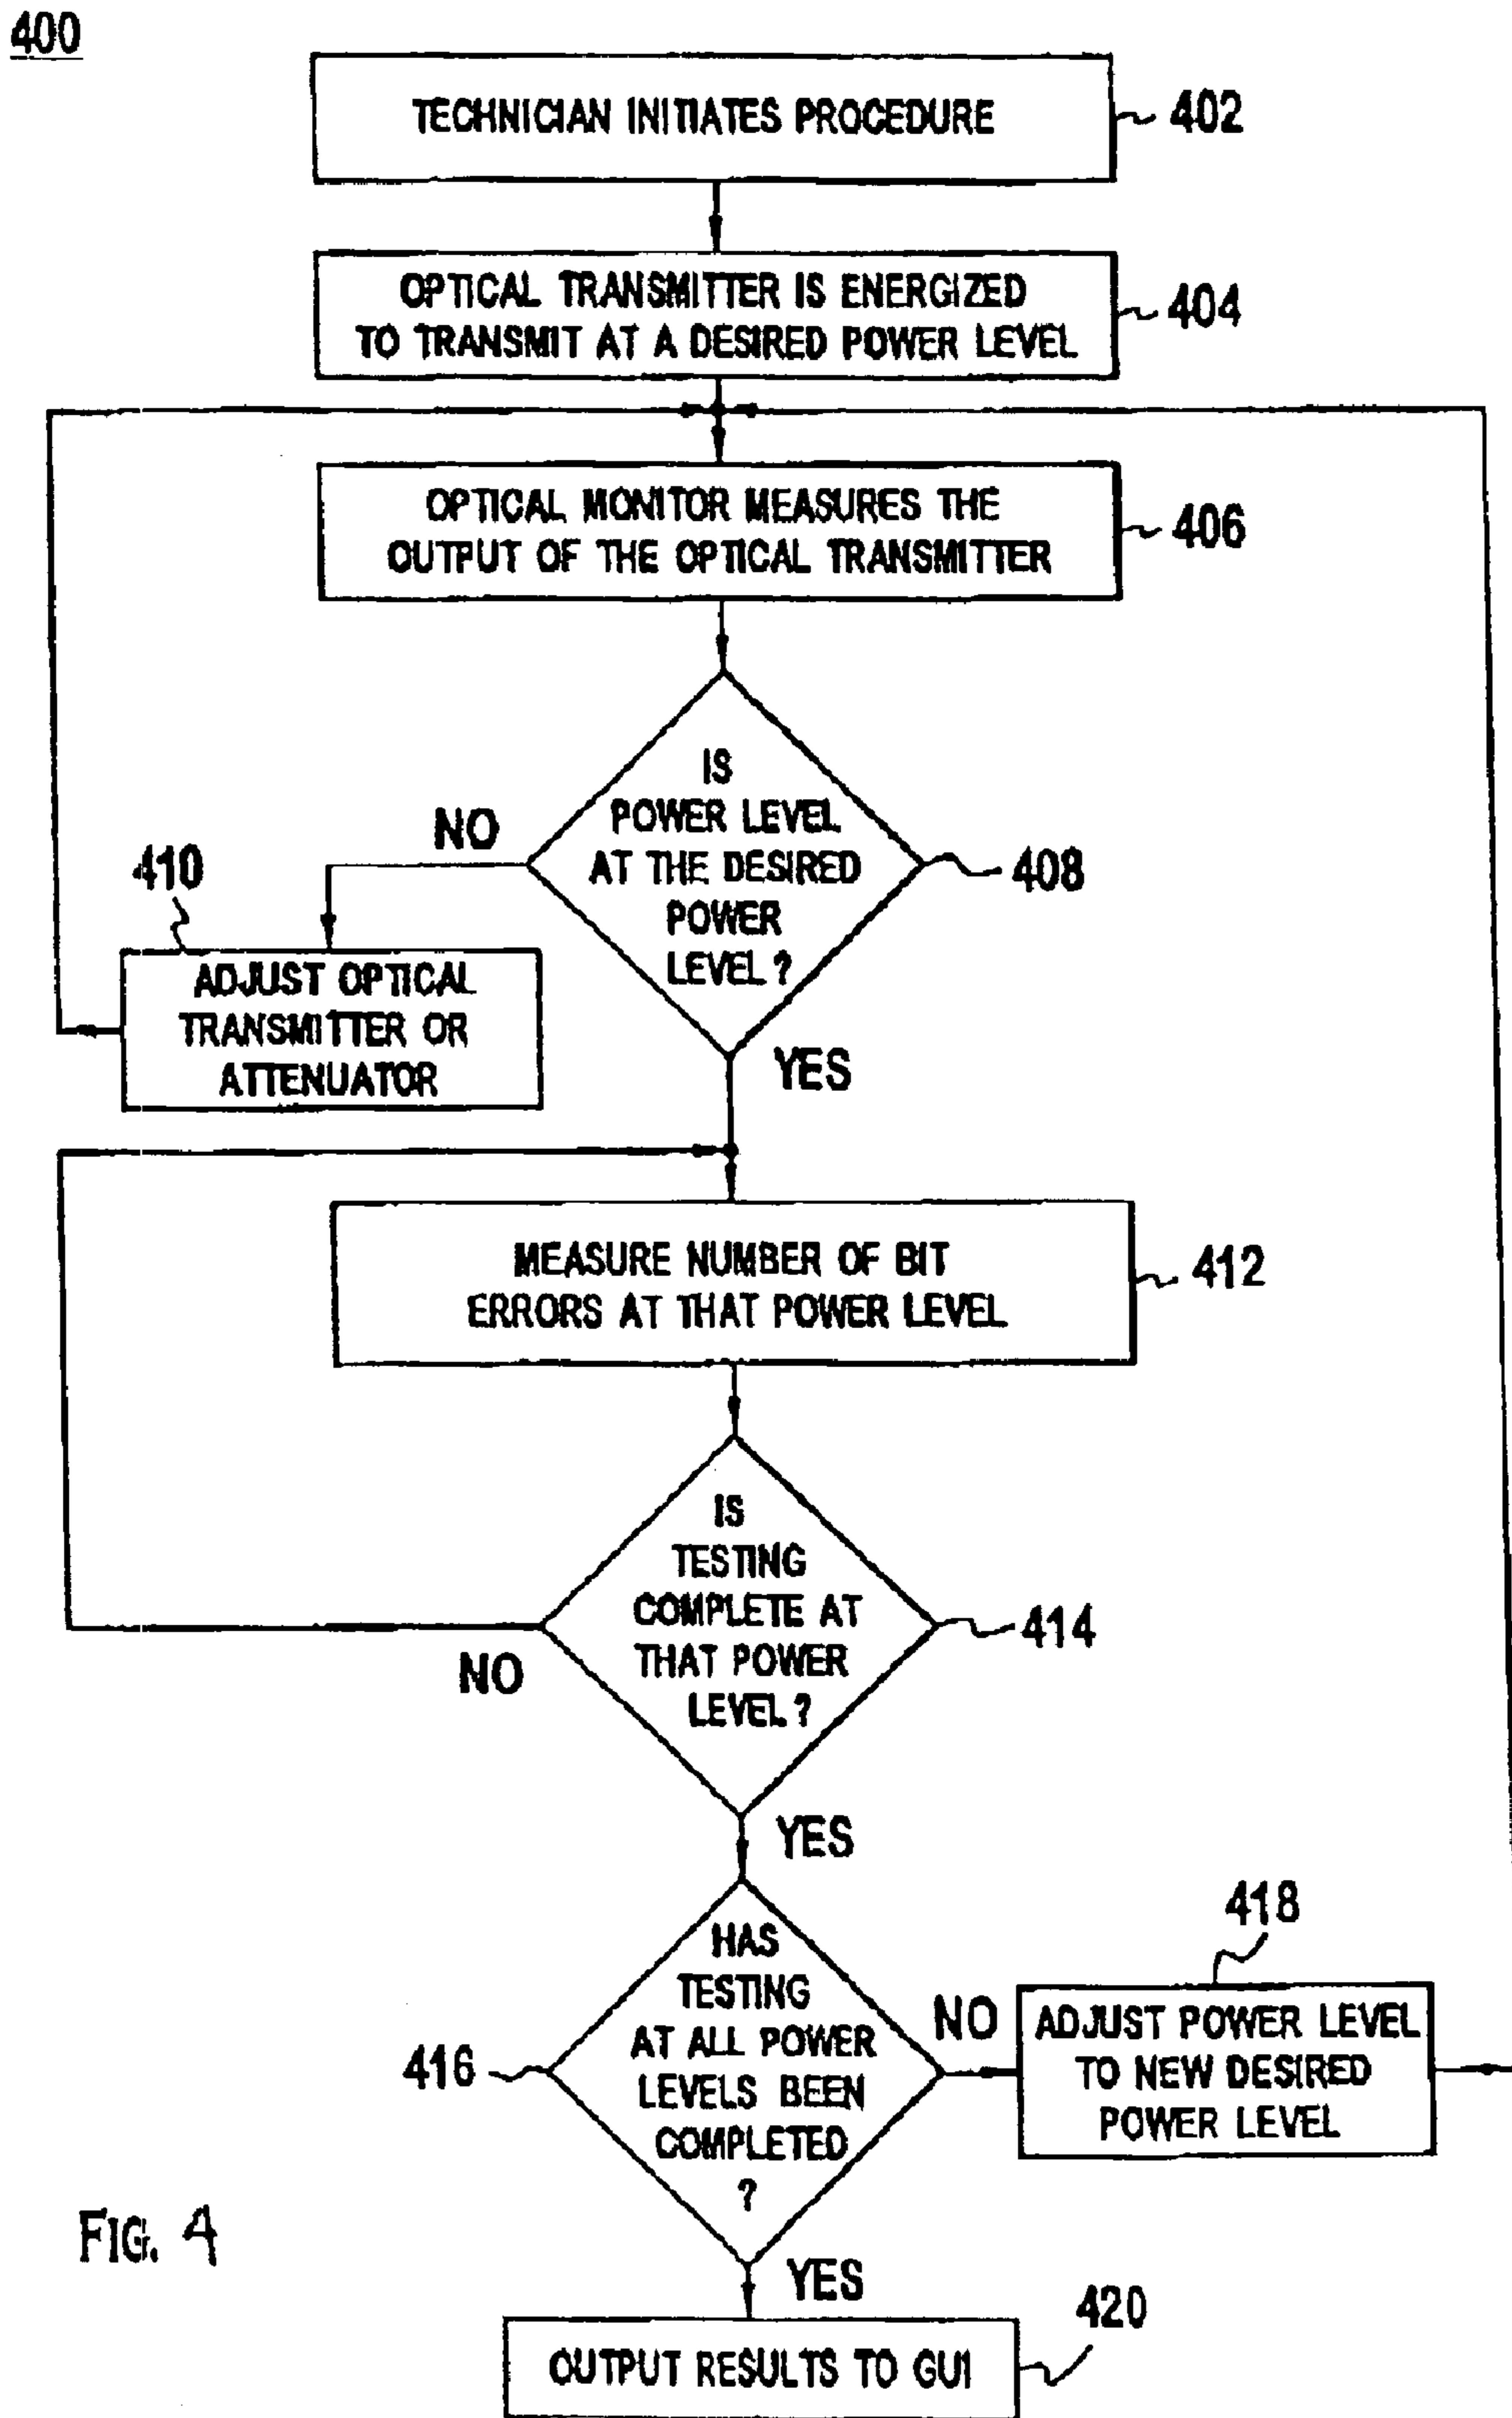 400
TECHNICIAN INITIATES PROCEDURE
402
OPTICAL TRANSMITTER IS ENERGIZED
TO TRANSMIT AT A DESIRED POWER LEVEL
404
OPTICAL MONITOR MEASURES THE
OUTPUT OF THE OPTICAL TRANSMITTER
406
IS
POWER LEVEL
AT THE DESIRED
POWER
LEVEL?
408
NO
410
ADJUST OPTICAL
TRANSMITTER OR
ATTENUATOR
YES
MEASURE NUMBER OF BIT
ERRORS AT THAT POWER LEVEL
412
IS
TESTING
COMPLETE AT
THAT POWER
LEVEL?
414
NO
YES
HAS
TESTING
AT ALL POWER
LEVELS BEEN
COMPLETED
?
416
NO
418
ADJUST POWER LEVEL
TO NEW DESIRED
POWER LEVEL
YES
420
OUTPUT RESULTS TO GUI
FIG. 4